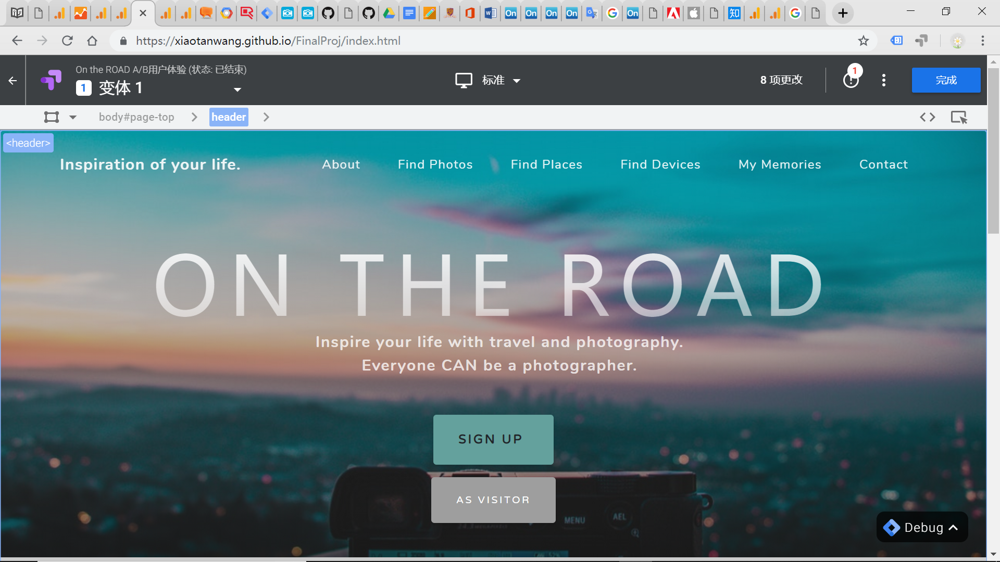 https://xiaotanwang.github.io/FinalProj/index.html
On the ROAD A/B用户体验 (状态: 已结束)
1 变体 1
标准
8 项更改
1
完成
body#page-top
header
<header>
Inspiration of your life.
About
Find Photos
Find Places
Find Devices
My Memories
Contact
ON THE ROAD
Inspire your life with travel and photography.
Everyone CAN be a photographer.
SIGN UP
AS VISITOR
MENU
AEL
Debug